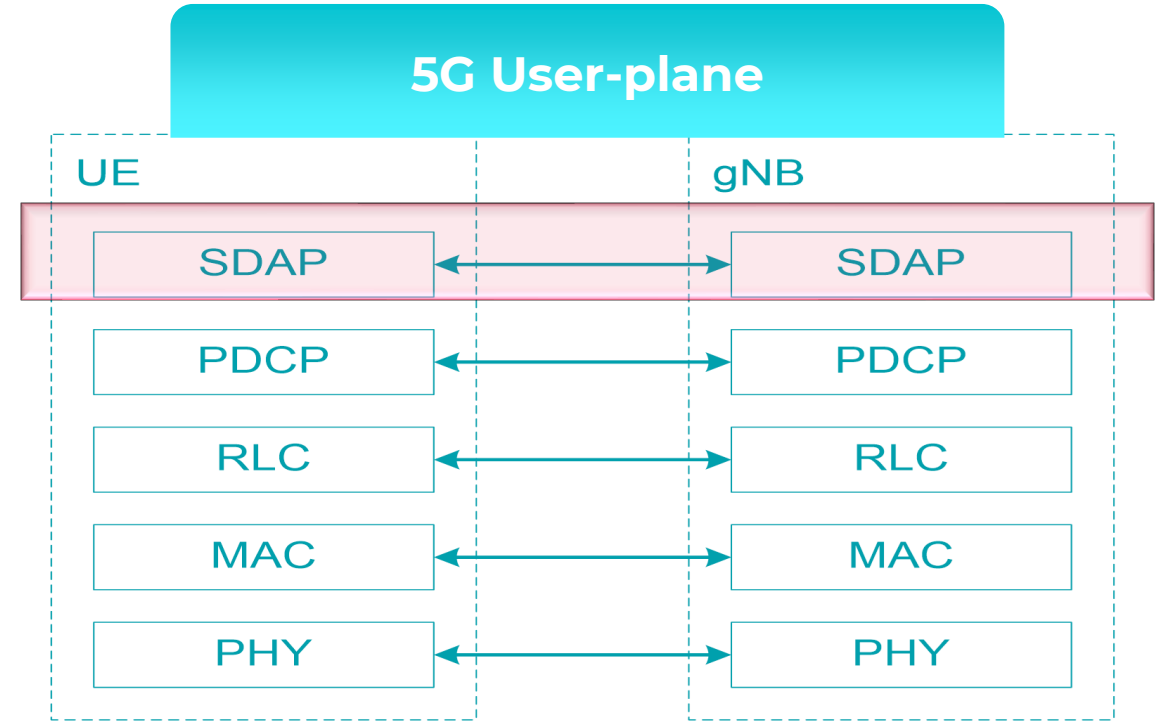 5G User-plane
UE gNB
SDAP SDAP
PDCP PDCP
RLC RLC
MAC MAC
PHY PHY